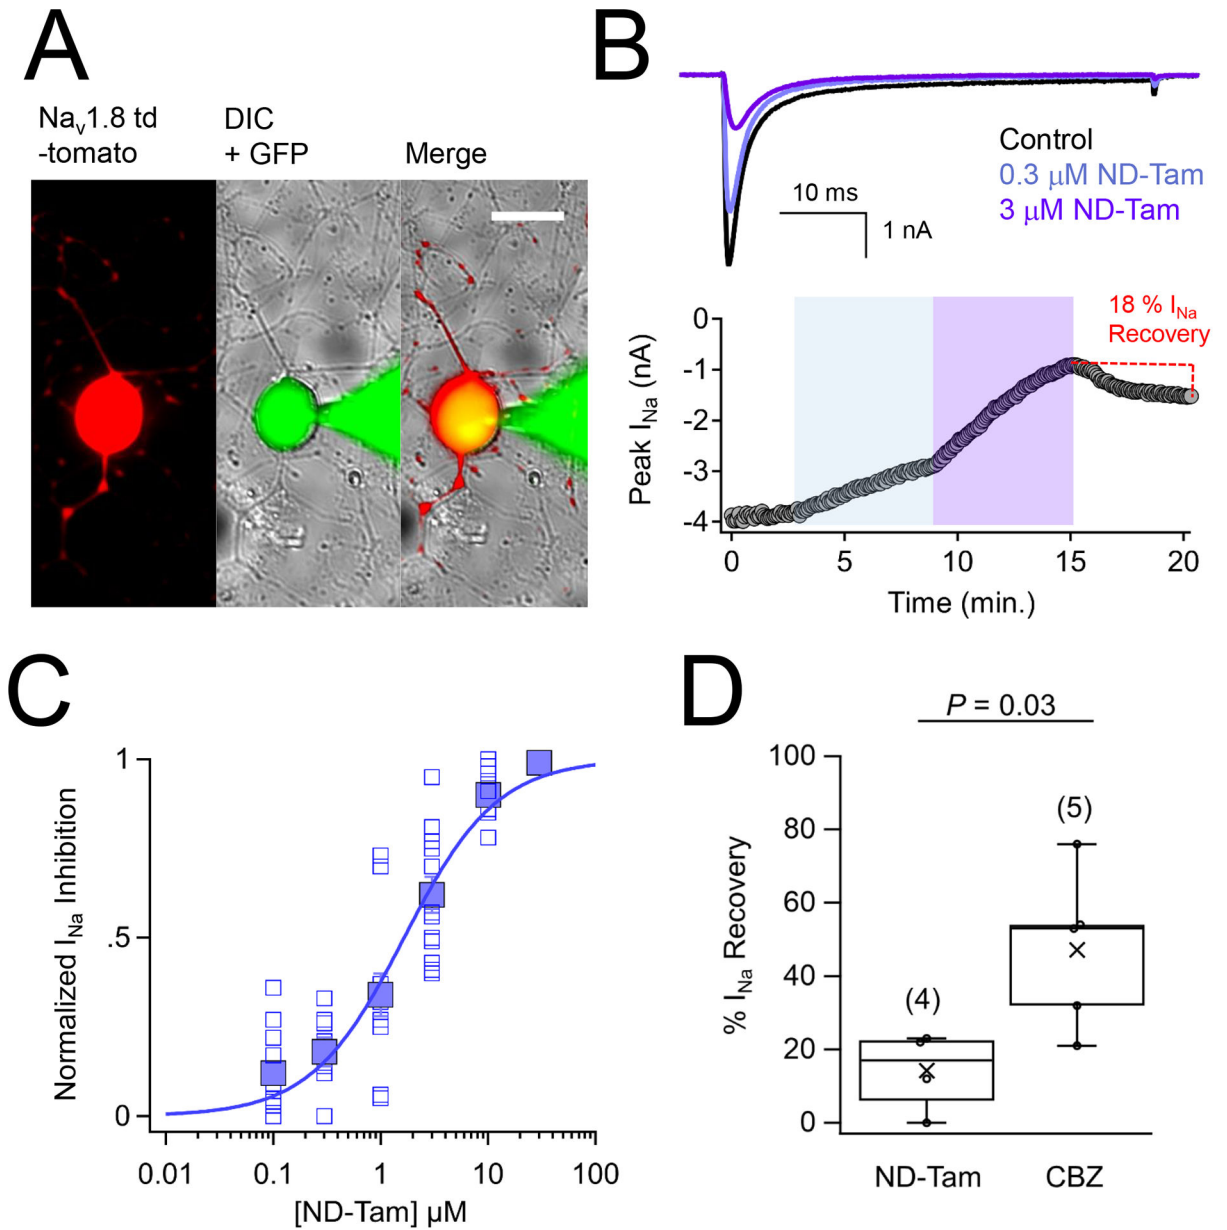 A
Na​v1.8 td
-tomato
DIC
+ GFP
Merge
B
Control
0.3 µM ND-Tam
3 µM ND-Tam
10 ms
1 nA
18 % INa
Recovery
Peak INa (nA)
0
-1
-2
-3
-4
0 5 10 15 20
Time (min.)
C
Normalized INa Inhibition
1
.5
0
0.01 0.1 1 10 100
[ND-Tam] µM
D
P = 0.03
% INa Recovery
100
80
60
40
20
0
(4)
(5)
ND-Tam CBZ